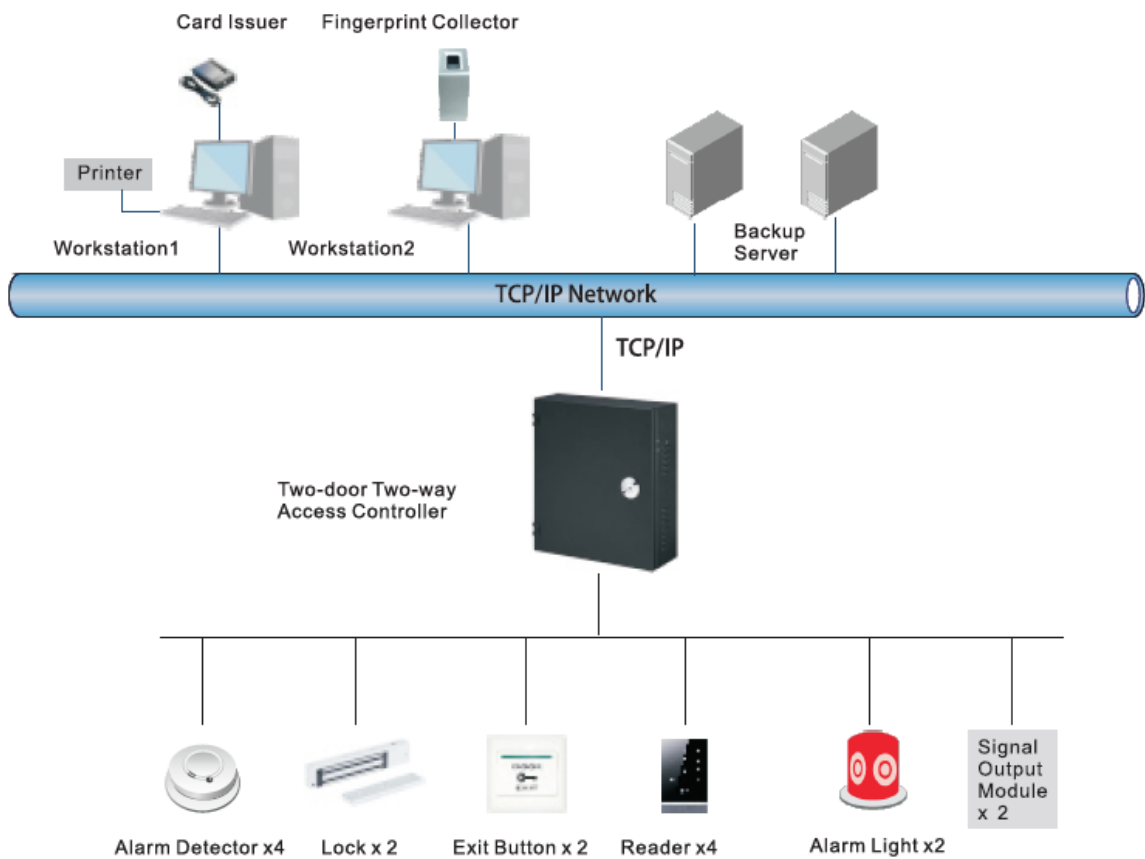 Card Issuer
Fingerprint Collector
Printer
Workstation1
Workstation2
Backup
Server
TCP/IP Network
TCP/IP
Two-door Two-way
Access Controller
Signal
Output
Module
x 2
Alarm Detector x4
Lock x 2
Exit Button x 2
Reader x4
Alarm Light x2